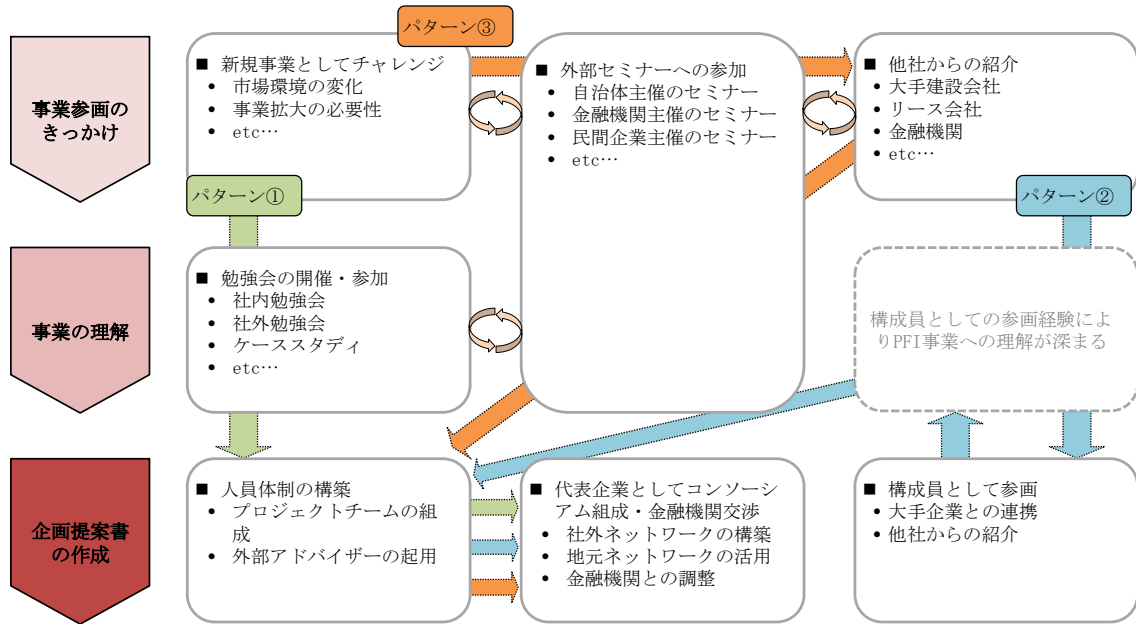 パターン③
事業参画の
きっかけ
■ 新規事業としてチャレンジ
• 市場環境の変化
• 事業拡大の必要性
• etc…
■ 外部セミナーへの参加
• 自治体主催のセミナー
• 金融機関主催のセミナー
• 民間企業主催のセミナー
• etc…
■ 他社からの紹介
• 大手建設会社
• リース会社
• 金融機関
• etc…
パターン①
パターン②
事業の理解
■ 勉強会の開催・参加
• 社内勉強会
• 社外勉強会
• ケーススタディ
• etc…
構成員としての参画経験によ
りPFI事業への理解が深まる
企画提案書
の作成
■ 人員体制の構築
• プロジェクトチームの組
成
• 外部アドバイザーの起用
■ 代表企業としてコンソーシ
アム組成・金融機関交渉
• 社外ネットワークの構築
• 地元ネットワークの活用
• 金融機関との調整
■ 構成員として参画
• 大手企業との連携
• 他社からの紹介